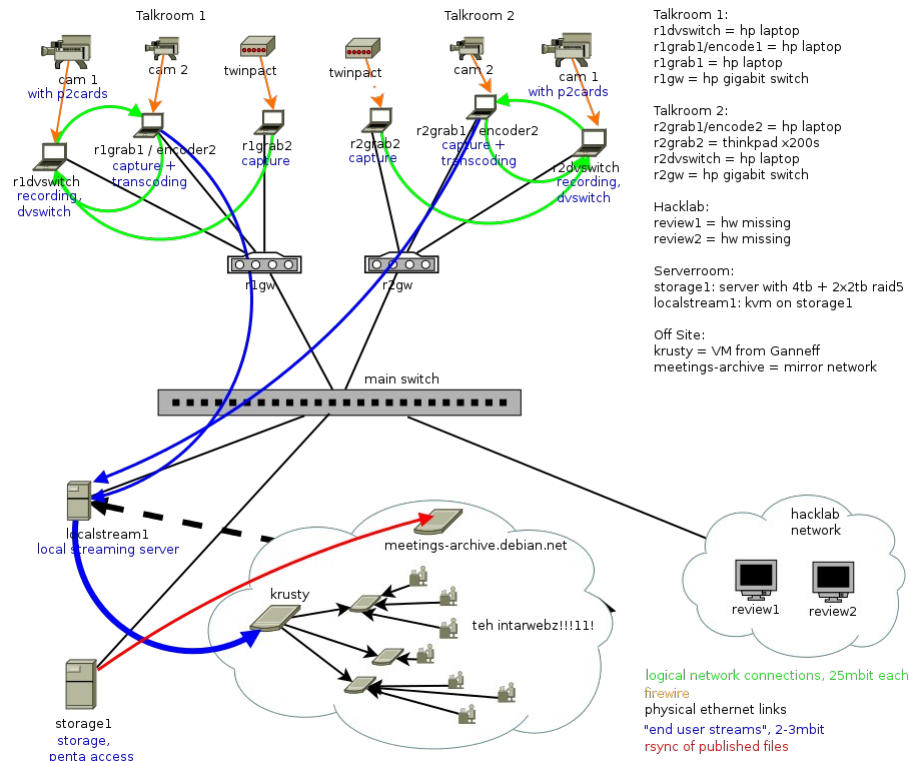 Talkroom 1
Talkroom 2
cam 1
with p2cards
cam 2
twinpact
twinpact
cam 2
cam 1
with p2cards
r1dvswitch
recording,
dvswitch
r1grab1 / encoder2
capture +
transcoding
r1grab2
capture
r2grab2
capture
r2grab1 / encoder2
capture +
transcoding
r2dvswitch
recording,
dvswitch
r1gw
r2gw
main switch
localstream1
local streaming server
meetings-archive.debian.net
krusty
teh intarwebz!!!11!
hacklab
network
review1
review2
storage1
storage,
penta access
Talkroom 1:
r1dvswitch = hp laptop
r1grab1/encode1 = hp laptop
r1grab1 = hp laptop
r1gw = hp gigabit switch
Talkroom 2:
r2grab1/encode2 = hp laptop
r2grab2 = thinkpad x200s
r2dvswitch = hp laptop
r2gw = hp gigabit switch
Hacklab:
review1 = hw missing
review2 = hw missing
Serverroom:
storage1: server with 4tb + 2x2tb raid5
localstream1: kvm on storage1
Off Site:
krusty = VM from Ganneff
meetings-archive = mirror network
logical network connections, 25mbit each
firewire
physical ethernet links
"end user streams", 2-3mbit
rsync of published files